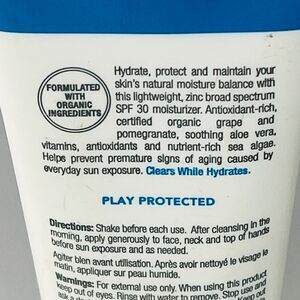 FORMULATED
WITH
ORGANIC
INGREDIENTS
Hydrate, protect and maintain your
skin's natural moisture balance with
this lightweight, zinc broad spectrum
SPF 30 moisturizer. Antioxidant-rich,
certified organic grape and
pomegranate, soothing aloe vera,
vitamins, antioxidants and nutrient-rich sea algae.
Helps prevent premature signs of aging caused by
everyday sun exposure. Clears While Hydrates.
PLAY PROTECTED
Directions: Shake before each use. After cleansing in the
morning, apply generously to face, neck and top of hands
before sun exposure and as needed.
Agiter bien avant utilisation. Après avoir nettoyé le visage le
matin, appliquer sur peau humide.
Warnings: For external use only. When using this product
keep out of eyes. Rinse with water to remove. Stop use and